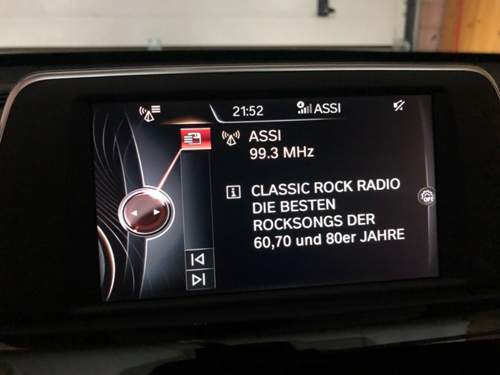 21:52
ASSI
ASSI
99.3 MHz
CLASSIC ROCK RADIO
DIE BESTEN
ROCKSONGS DER
60,70 und 80er JAHRE
OFF